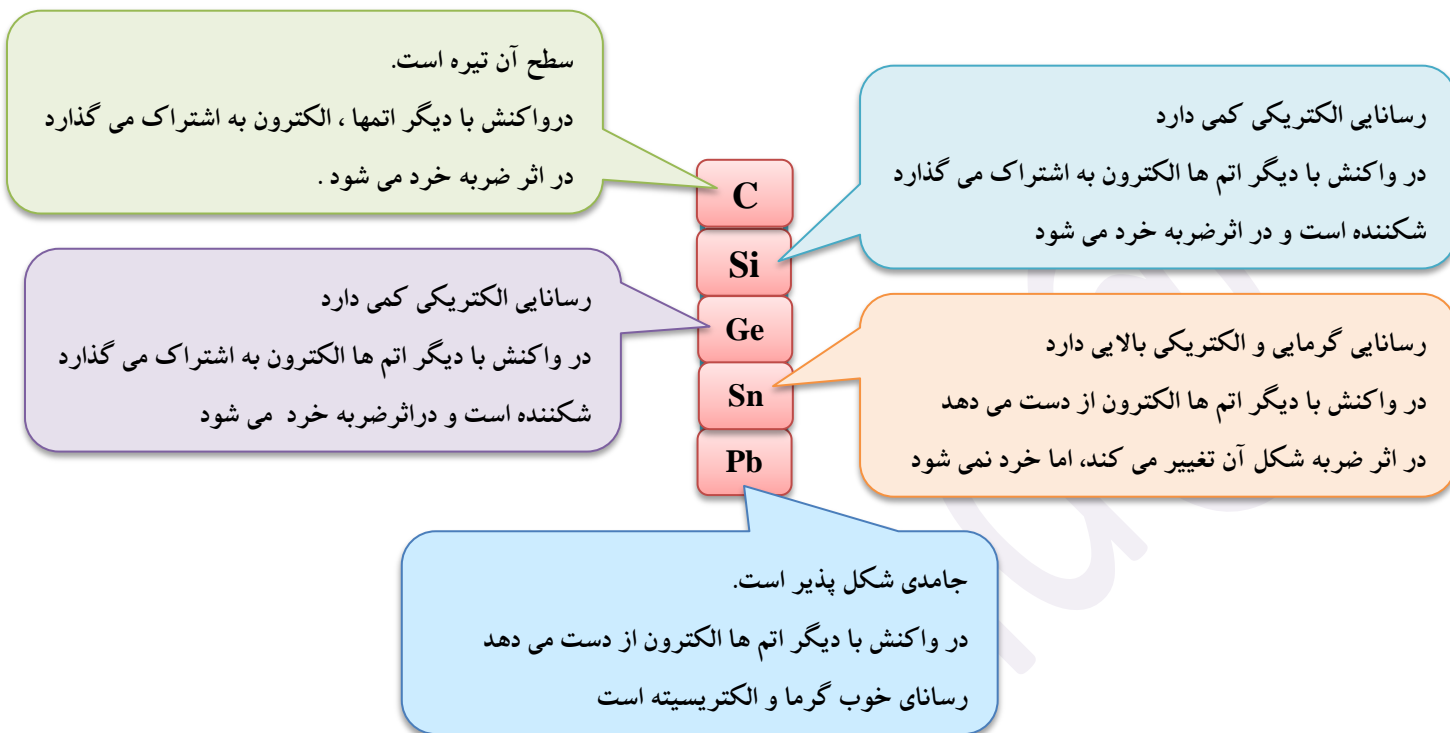 سطح آن تیره است.
درواکنش با دیگر اتمها ، الکترون به اشتراک می گذارد
در اثر ضربه خرد می شود .
رسانایی الکتریکی کمی دارد
در واکنش با دیگر اتم ها الکترون به اشتراک می گذارد
شکننده است و در اثرضربه خرد می شود
C
Si
Ge
Sn
Pb
رسانایی الکتریکی کمی دارد
در واکنش با دیگر اتم ها الکترون به اشتراک می گذارد
شکننده است و دراثرضربه خرد می شود
رسانایی گرمایی و الکتریکی بالایی دارد
در واکنش با دیگر اتم ها الکترون از دست می دهد
در اثر ضربه شکل آن تغییر می کند، اما خرد نمی شود
جامدی شکل پذیر است.
در واکنش با دیگر اتم ها الکترون از دست می دهد
رسانای خوب گرما و الکتریسیته است